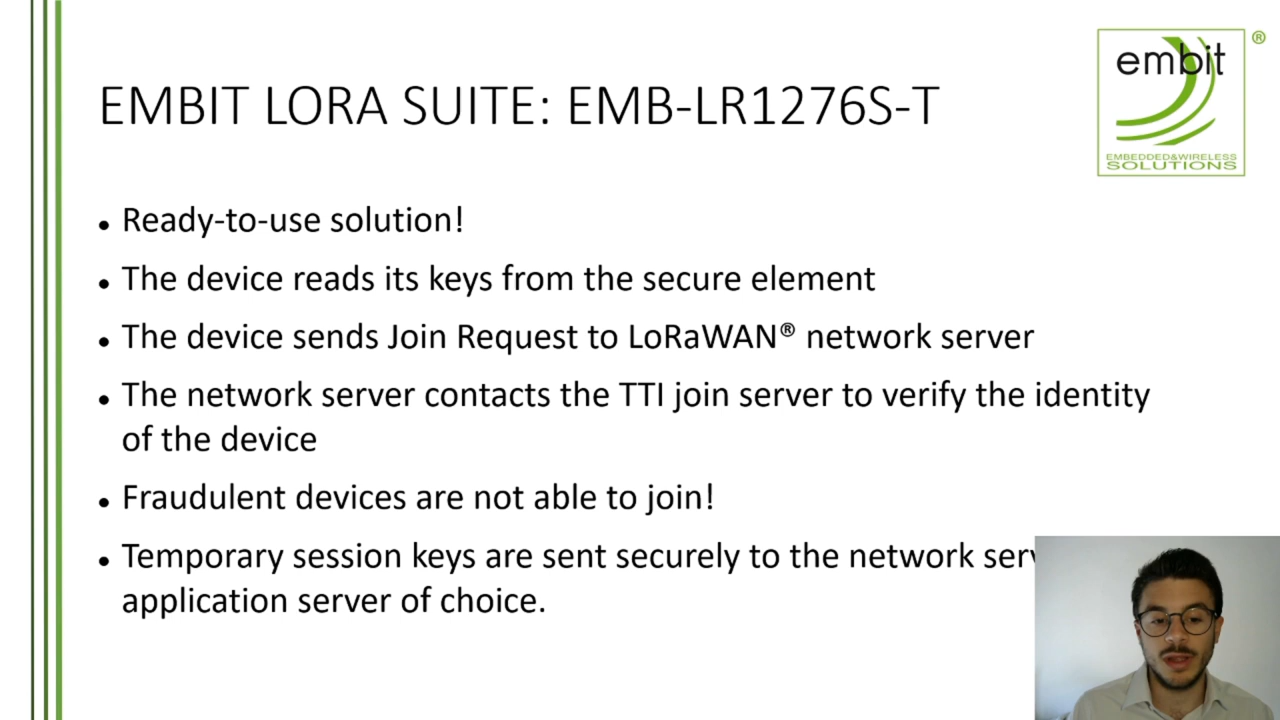 embit
®
EMBEDDED&WIRELESS
SOLUTIONS
EMBIT LORA SUITE: EMB-LR1276S-T
• Ready-to-use solution!
• The device reads its keys from the secure element
• The device sends Join Request to LoRaWAN® network server
• The network server contacts the TTI join server to verify the identity
of the device
• Fraudulent devices are not able to join!
• Temporary session keys are sent securely to the network
application server of choice.